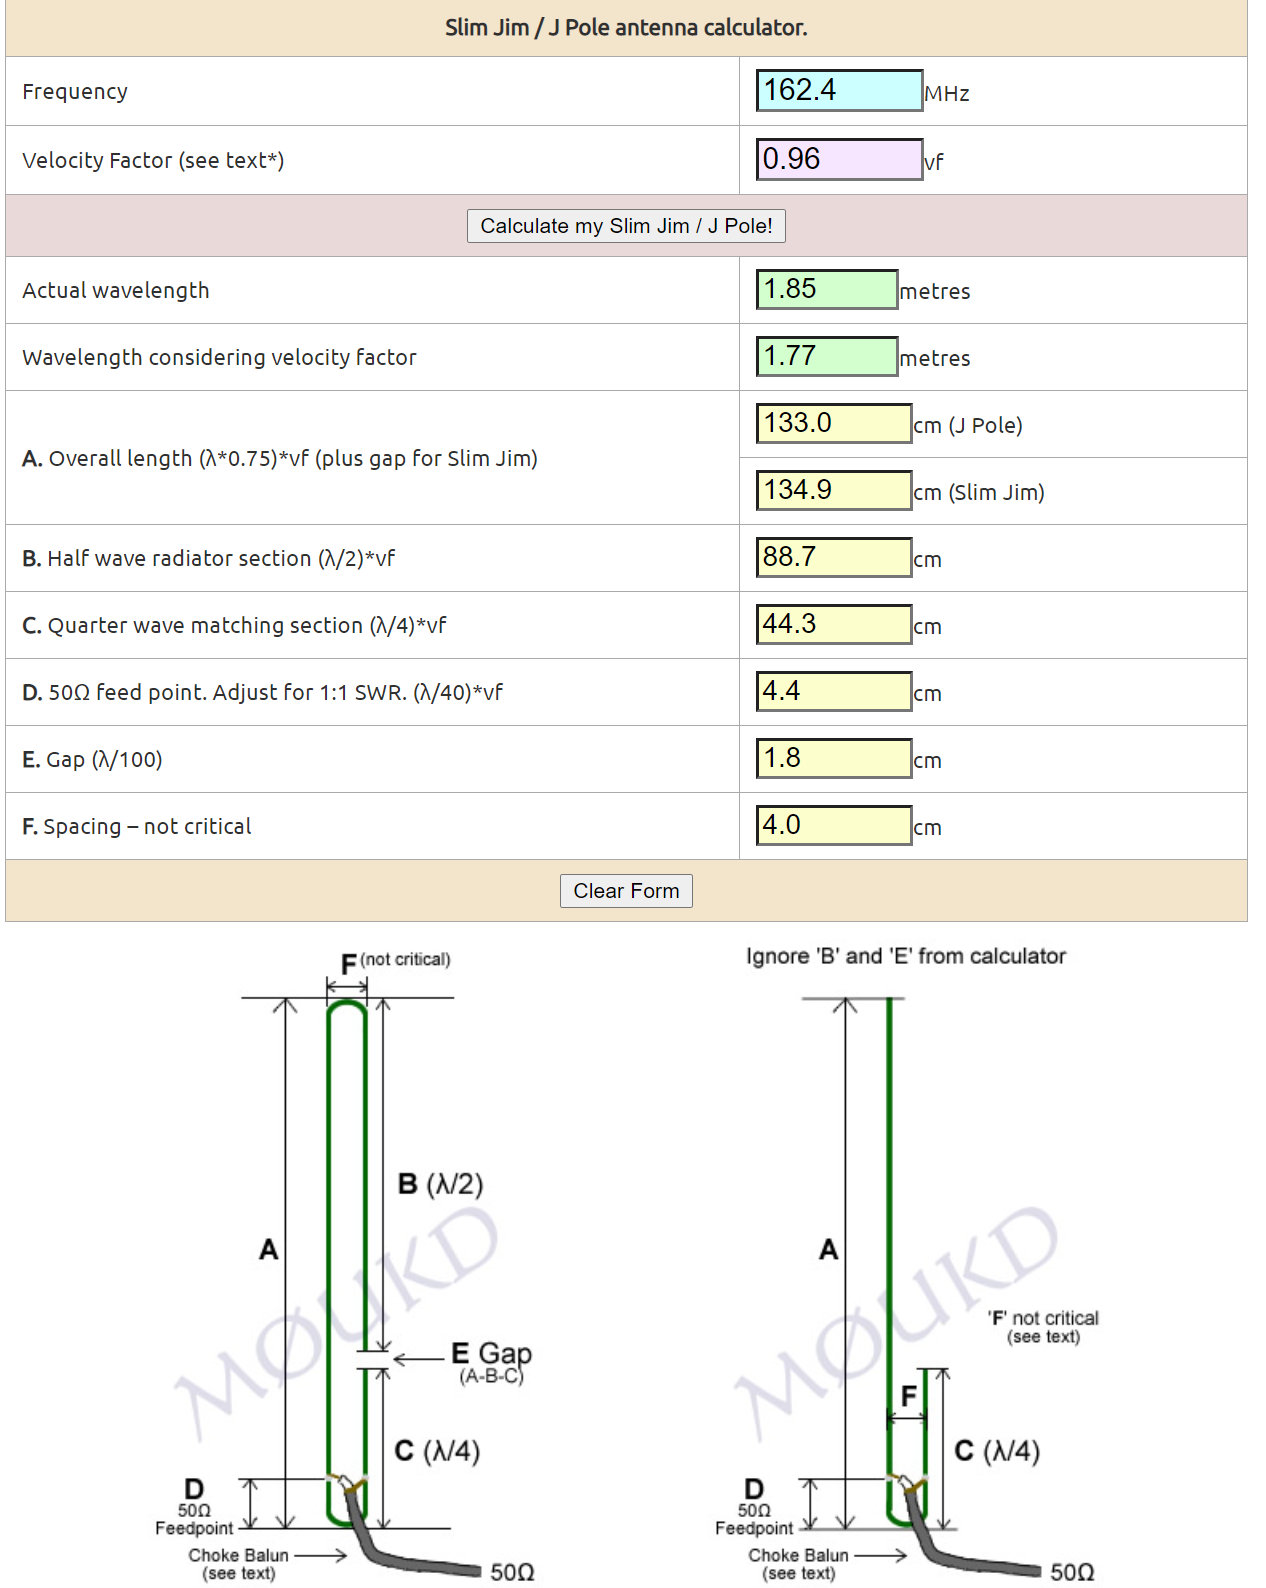 Slim Jim / J Pole antenna calculator.
Frequency
162.4 MHz
Velocity Factor (see text*)
0.96 vf
Calculate my Slim Jim / J Pole!
Actual wavelength
1.85 metres
Wavelength considering velocity factor
1.77 metres
A. Overall length (λ*0.75)*vf (plus gap for Slim Jim)
133.0 cm (J Pole)
134.9 cm (Slim Jim)
B. Half wave radiator section (λ/2)*vf
88.7 cm
C. Quarter wave matching section (λ/4)*vf
44.3 cm
D. 50Ω feed point. Adjust for 1:1 SWR. (λ/40)*vf
4.4 cm
E. Gap (λ/100)
1.8 cm
F. Spacing – not critical
4.0 cm
Clear Form
F (not critical)
B (λ/2)
A
MØUKD
E Gap
(A-B-C)
C (λ/4)
D
50Ω
Feedpoint
Choke Balun
(see text)
50Ω
Ignore 'B' and 'E' from calculator
A
MØUKD
'F' not critical
(see text)
F
C (λ/4)
D
50Ω
Feedpoint
Choke Balun
(see text)
50Ω